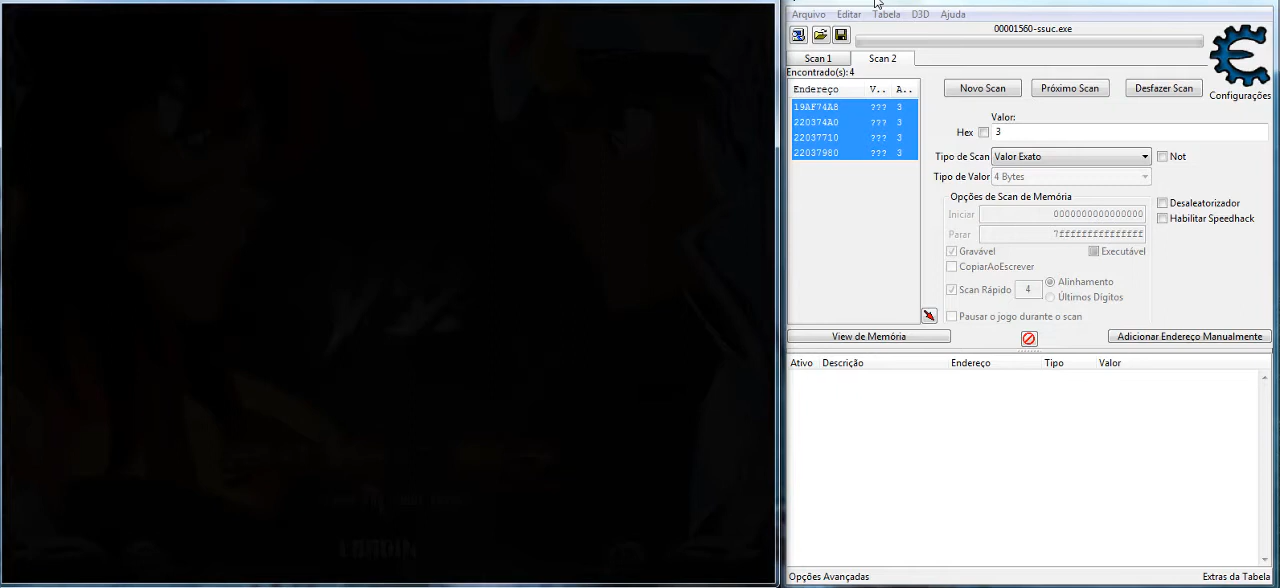 Arquivo Editar Tabela D3D Ajuda
00001560-ssuc.exe
Scan 1 Scan 2
Encontrado(s):4
Endereço V.. A..
19AF74A8 ??? 3
220374A0 ??? 3
22037710 ??? 3
22037980 ??? 3
Novo Scan Próximo Scan Desfazer Scan
Configurações
Valor:
Hex 3
Tipo de Scan Valor Exato Not
Tipo de Valor 4 Bytes
Opções de Scan de Memória
Desaleatorizador
Iniciar 0000000000000000
Habilitar Speedhack
Parar 7fffffffffffffff
Gravável Executável
CopiarAoEscrever
Scan Rápido 4 Alinhamento
Últimos Dígitos
Pausar o jogo durante o scan
View de Memória Adicionar Endereço Manualmente
Ativo Descrição Endereço Tipo Valor
Opções Avançadas Extras da Tabela